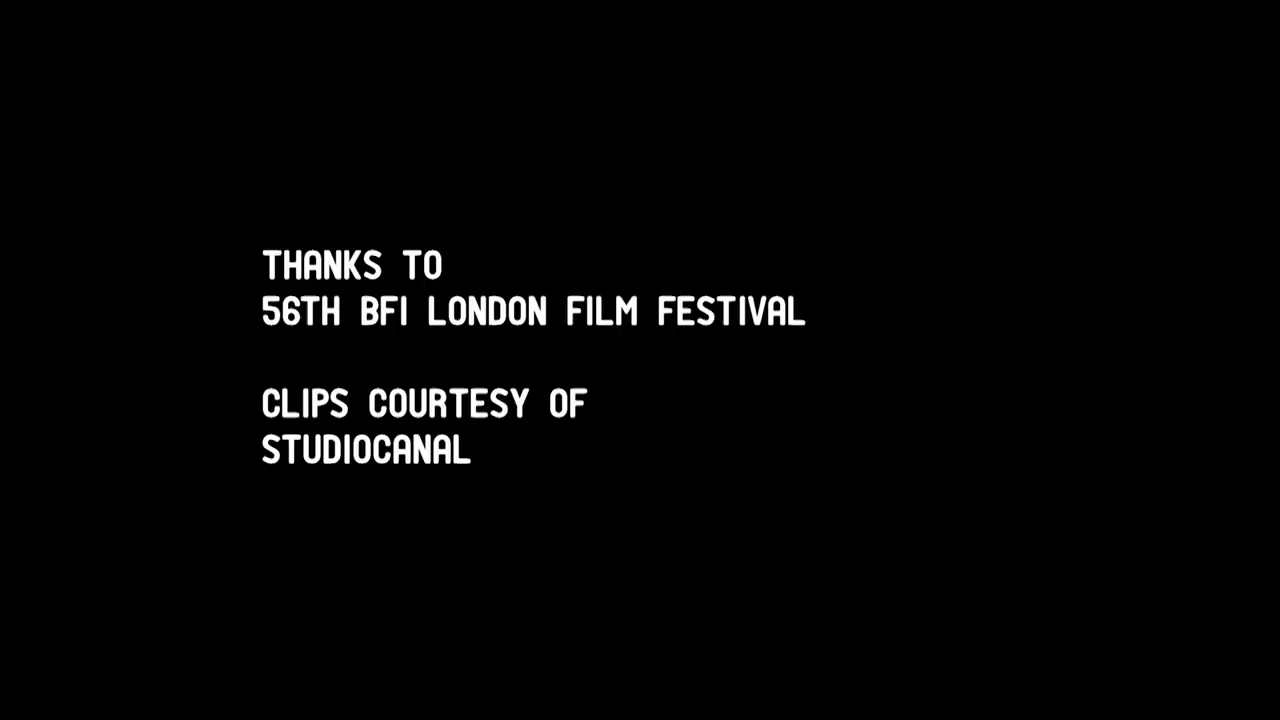 THANKS TO
56TH BFI LONDON FILM FESTIVAL
CLIPS COURTESY OF
STUDIOCANAL